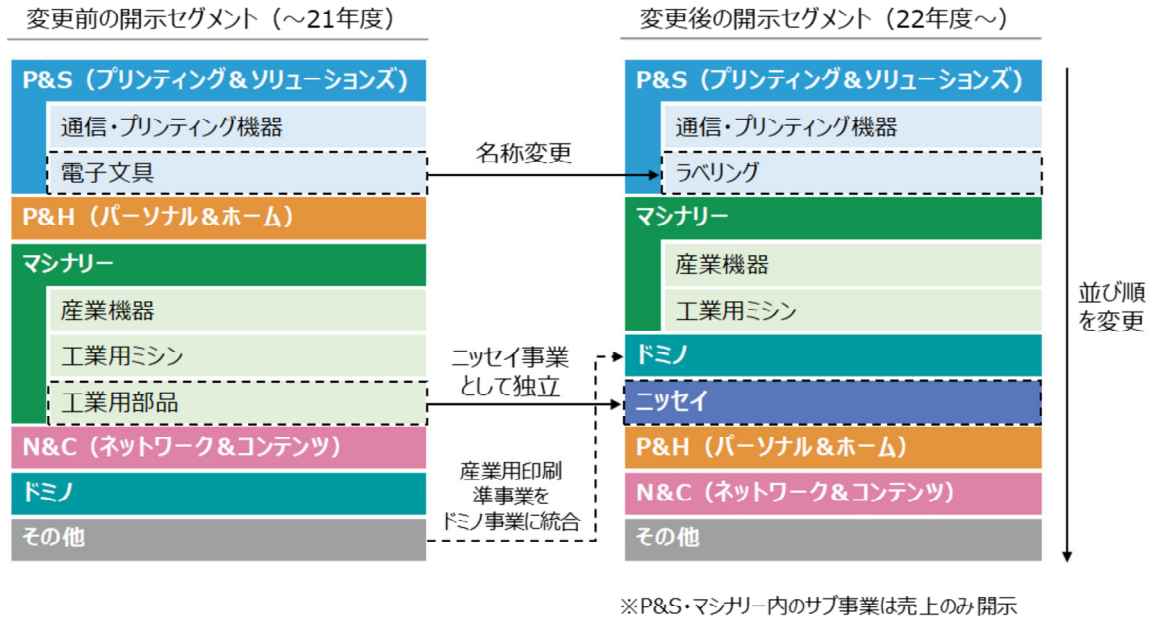 変更前の開示セグメント（～21年度）
P&S（プリンティング&ソリューションズ）
通信・プリンティング機器
電子文具
P&H（パーソナル&ホーム）
マシナリー
産業機器
工業用ミシン
工業用部品
N&C（ネットワーク&コンテンツ）
ドミノ
その他
名称変更
ニッセイ事業
として独立
産業用印刷
準事業を
ドミノ事業に統合
変更後の開示セグメント（22年度～）
P&S（プリンティング&ソリューションズ）
通信・プリンティング機器
ラベリング
マシナリー
産業機器
工業用ミシン
ドミノ
ニッセイ
P&H（パーソナル&ホーム）
N&C（ネットワーク&コンテンツ）
その他
並び順
を変更
※P&S・マシナリー内のサブ事業は売上のみ開示